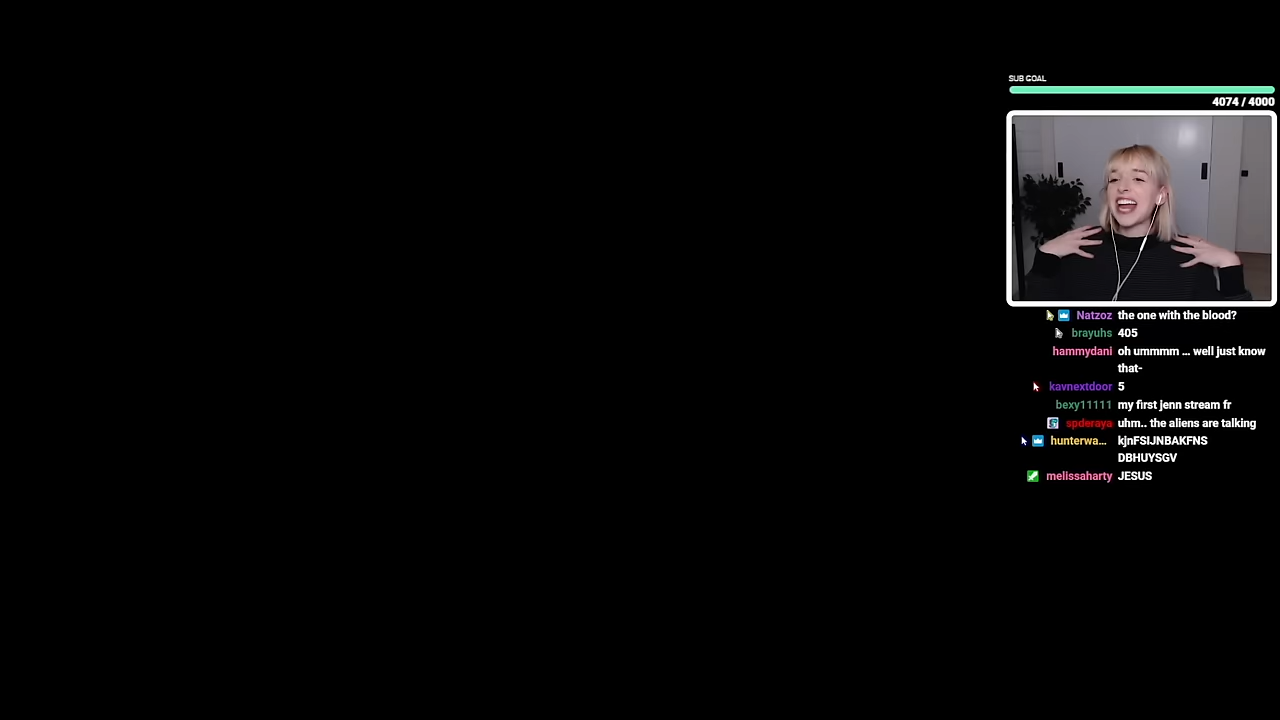 SUB GOAL
4074 / 4000
Natzoz the one with the blood?
brayuhs 405
hammydani oh ummmm ... well just know
that-
kavnextdoor 5
bexy11111 my first jenn stream fr
spderaya uhm.. the aliens are talking
hunterwa... kjnFSIJNBAKFNS
DBHUYSGV
melissaharty JESUS